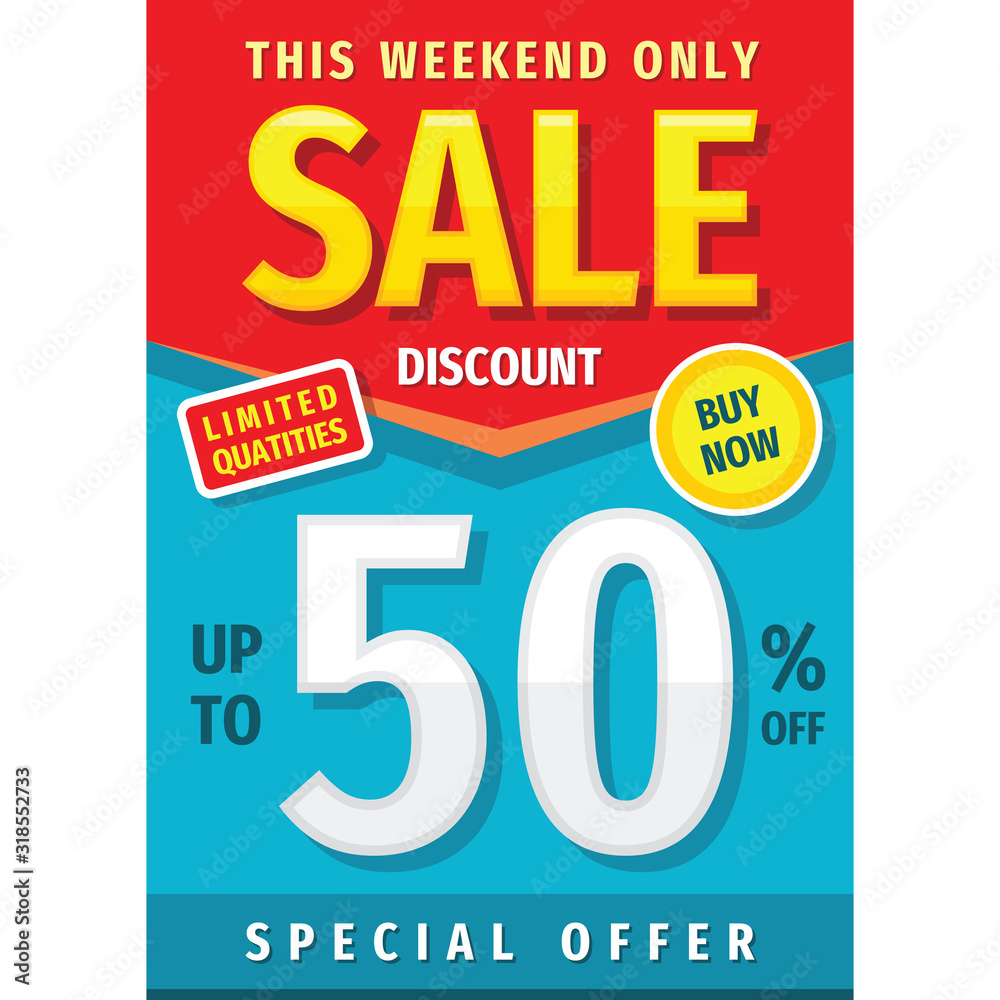 THIS WEEKEND ONLY
SALE
DISCOUNT
LIMITED
QUATITIES
BUY
NOW
UP
TO
50
%
OFF
SPECIAL OFFER
Adobe Stock | #318552733